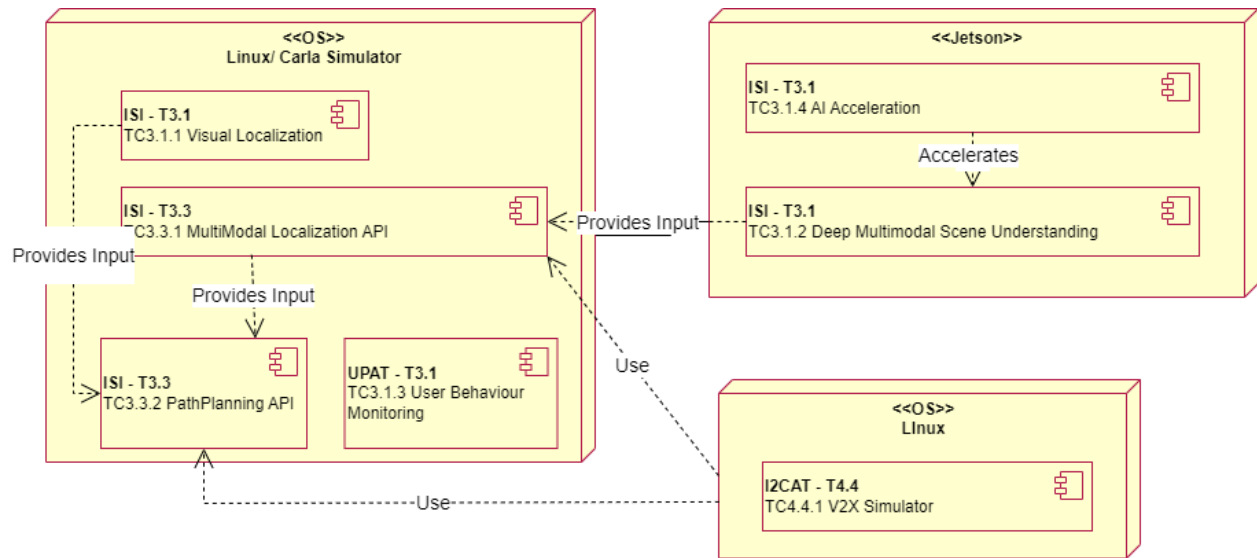 <<OS>>
Linux/ Carla Simulator
ISI - T3.1
TC3.1.1 Visual Localization
ISI - T3.3
TC3.3.1 MultiModal Localization API
Provides Input
Provides Input
ISI - T3.3
TC3.3.2 PathPlanning API
UPAT - T3.1
TC3.1.3 User Behaviour
Monitoring
<<Jetson>>
ISI - T3.1
TC3.1.4 AI Acceleration
Accelerates
ISI - T3.1
TC3.1.2 Deep Multimodal Scene Understanding
Provides Input
Use
Use
<<OS>>
LInux
I2CAT - T4.4
TC4.4.1 V2X Simulator